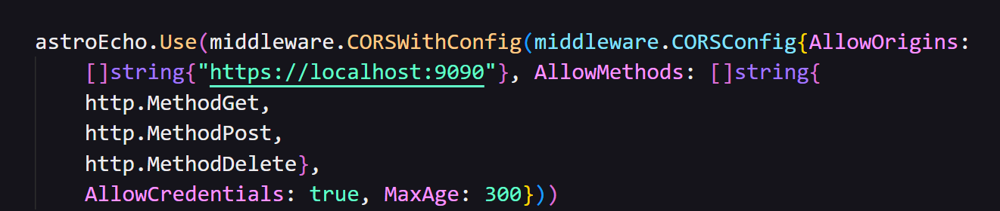 astroEcho.Use(middleware.CORSWithConfig(middleware.CORSConfig{AllowOrigins:
[]string{"https://localhost:9090"}, AllowMethods: []string{
http.MethodGet,
http.MethodPost,
http.MethodDelete},
AllowCredentials: true, MaxAge: 300}))